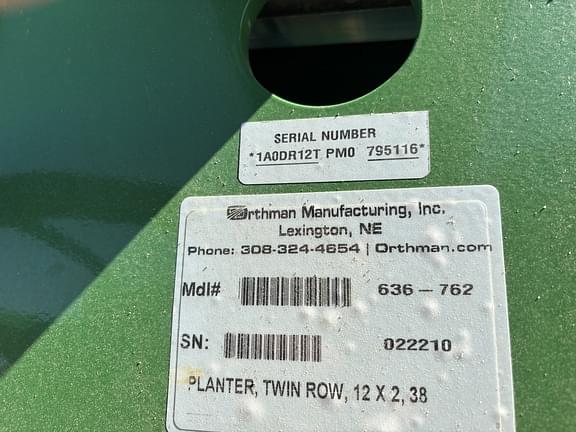 SERIAL NUMBER
*1A0DR12T PM0 795116*
Orthman Manufacturing, Inc.
Lexington, NE
Phone: 308-324-4654 | Orthman.com
Mdl# 636-762
SN: 022210
PLANTER, TWIN ROW, 12 X 2, 38